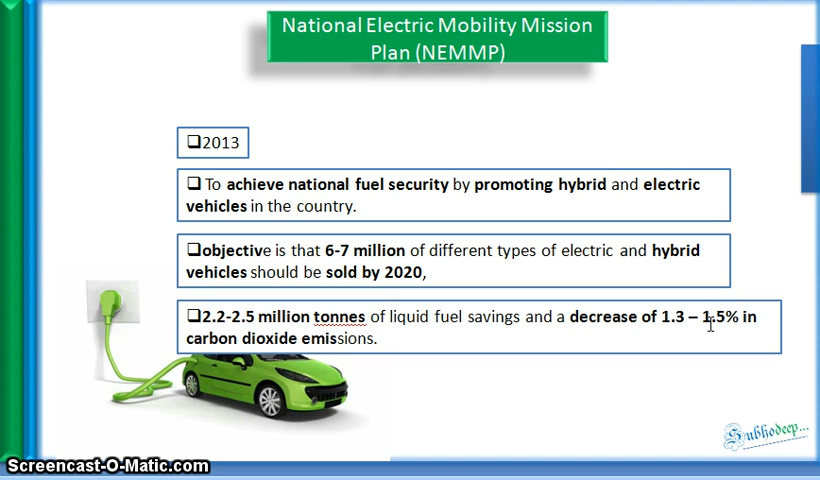 National Electric Mobility Mission
Plan (NEMMP)
❑2013
❑ To achieve national fuel security by promoting hybrid and electric
vehicles in the country.
❑objective is that 6-7 million of different types of electric and hybrid
vehicles should be sold by 2020,
❑2.2-2.5 million tonnes of liquid fuel savings and a decrease of 1.3 – 1.5% in
carbon dioxide emissions.
Subhodeep...
Screencast-O-Matic.com